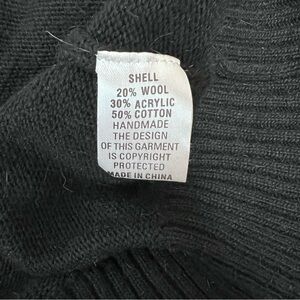 SHELL
20% WOOL
30% ACRYLIC
50% COTTON
HANDMADE
THE DESIGN
OF THIS GARMENT
IS COPYRIGHT
PROTECTED
MADE IN CHINA